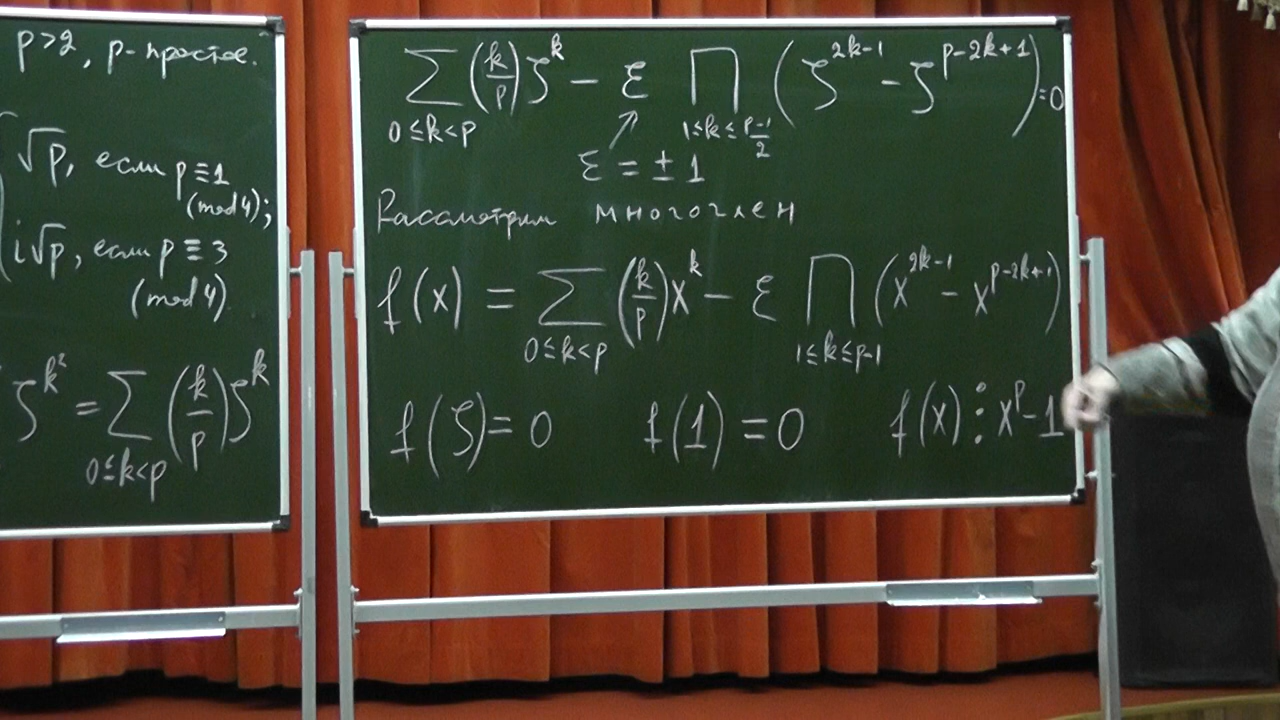 p>2, p-простое.
√p, если p≡1
(mod 4);
i√p, если p≡3
(mod 4)
ζ^{k²} = ∑_{0≤k<p} (k/p) ζ^k
∑_{0≤k<p} (k/p) ζ^k − ε ∏_{1≤k≤(p-1)/2} (ζ^{2k-1} − ζ^{p-2k+1}) = 0
ε = ±1
Рассмотрим многочлен
f(x) = ∑_{0≤k<p} (k/p) x^k − ε ∏_{1≤k≤p-1} (x^{2k-1} − x^{p-2k+1})
f(ζ) = 0 f(1) = 0 f(x) ⋮ x^p-1